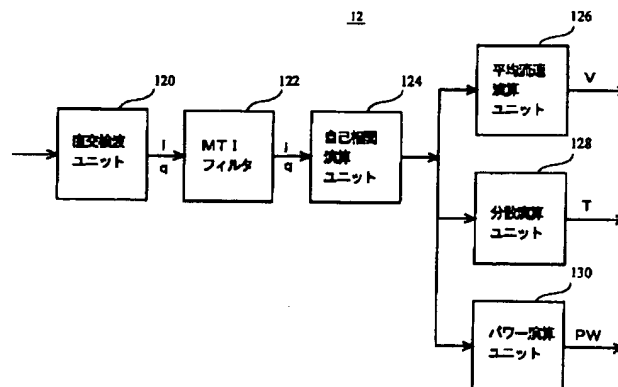 12
120
直交検波
ユニット
i
q
122
MTI
フィルタ
i
q
124
自己相関
演算
ユニット
126
平均流速
演算
ユニット
V
128
分散演算
ユニット
T
130
パワー演算
ユニット
PW